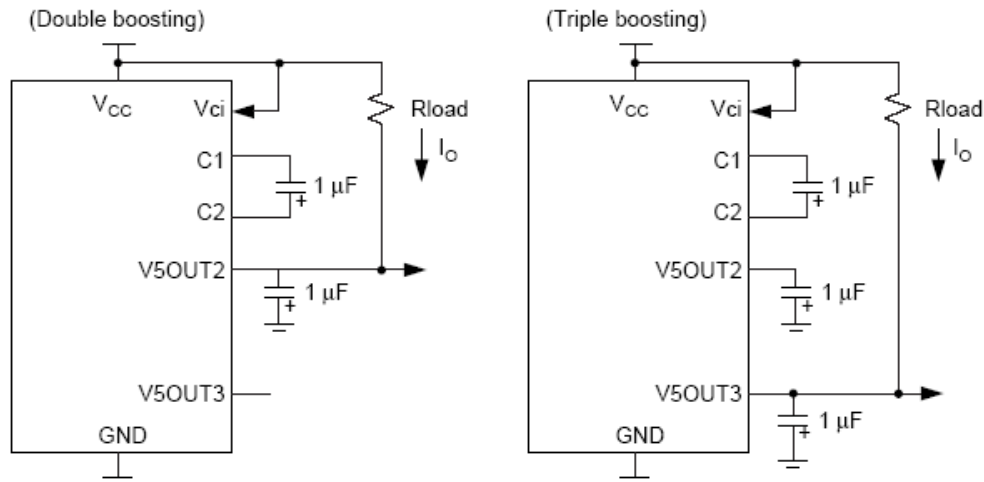 (Double boosting)
VCC
Vci
Rload
IO
C1
1 μF
+
C2
V5OUT2
1 μF
+
V5OUT3
GND
(Triple boosting)
VCC
Vci
Rload
IO
C1
1 μF
+
C2
V5OUT2
1 μF
+
V5OUT3
1 μF
+
GND